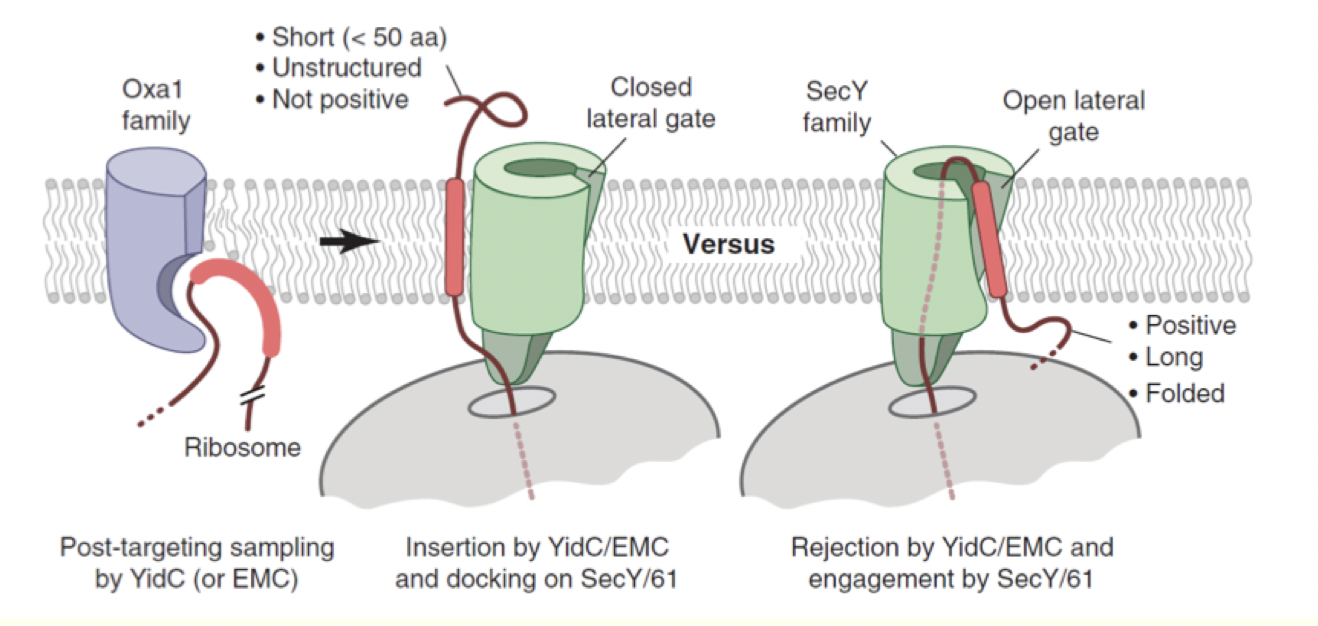 Oxa1
family
• Short (< 50 aa)
• Unstructured
• Not positive
Closed
lateral gate
SecY
family
Open lateral
gate
Versus
• Positive
• Long
• Folded
Ribosome
Post-targeting sampling
by YidC (or EMC)
Insertion by YidC/EMC
and docking on SecY/61
Rejection by YidC/EMC and
engagement by SecY/61